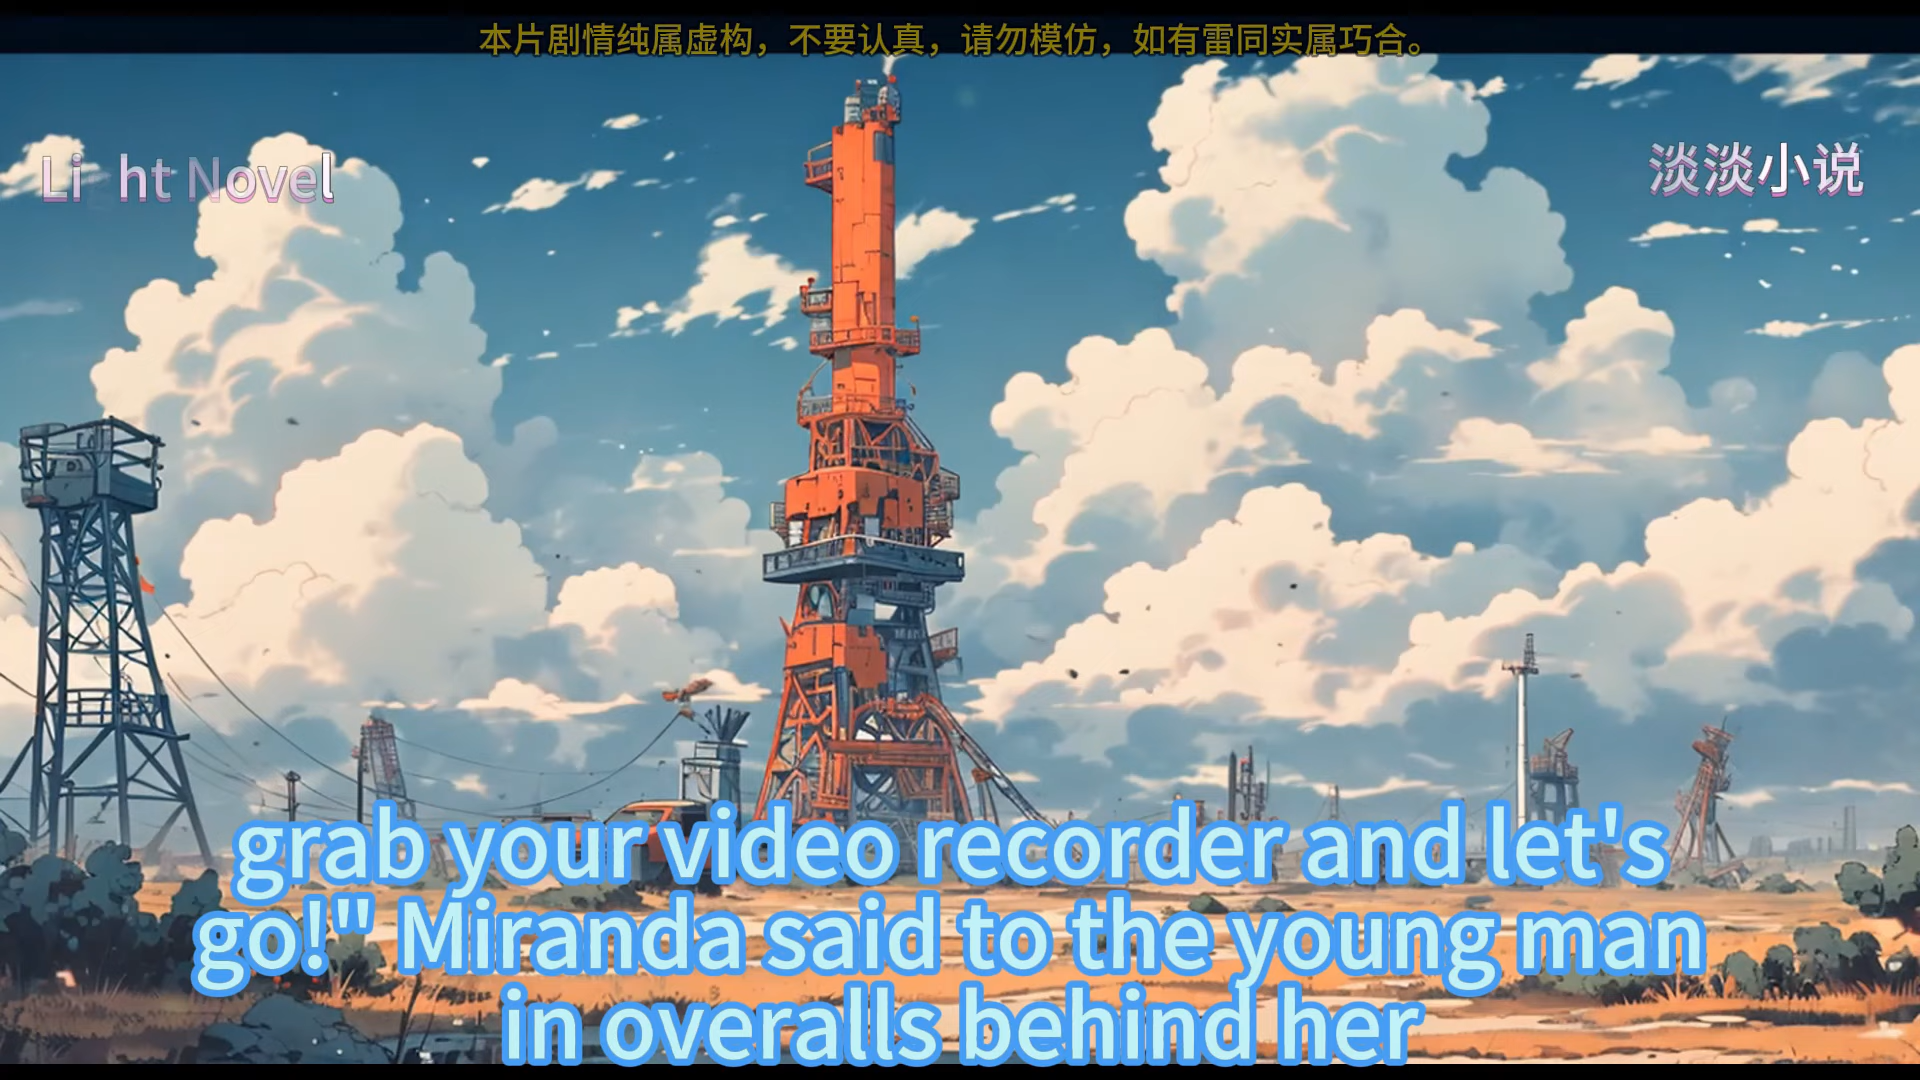 本片剧情纯属虚构，不要认真，请勿模仿，如有雷同实属巧合。
Light Novel
淡淡小说
grab your video recorder and let's
go!" Miranda said to the young man
in overalls behind her